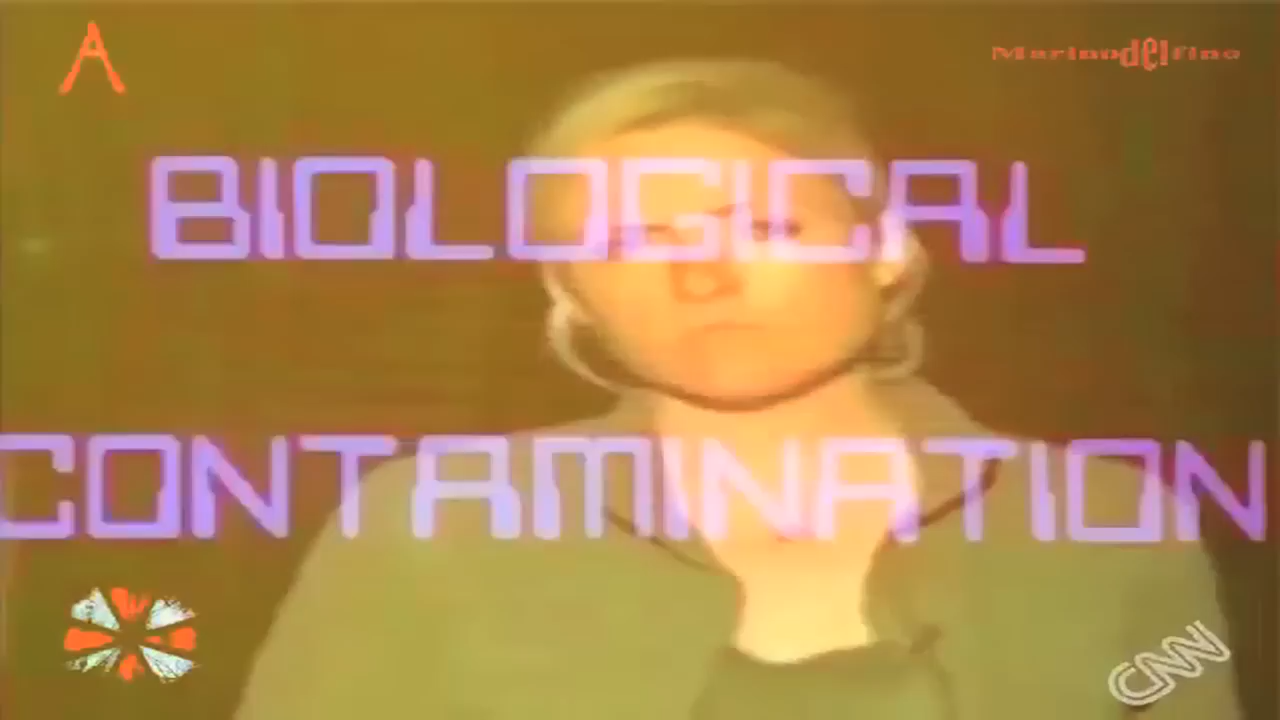 A
MarinodelFino
BIOLOGICAL
CONTAMINATION
CNN